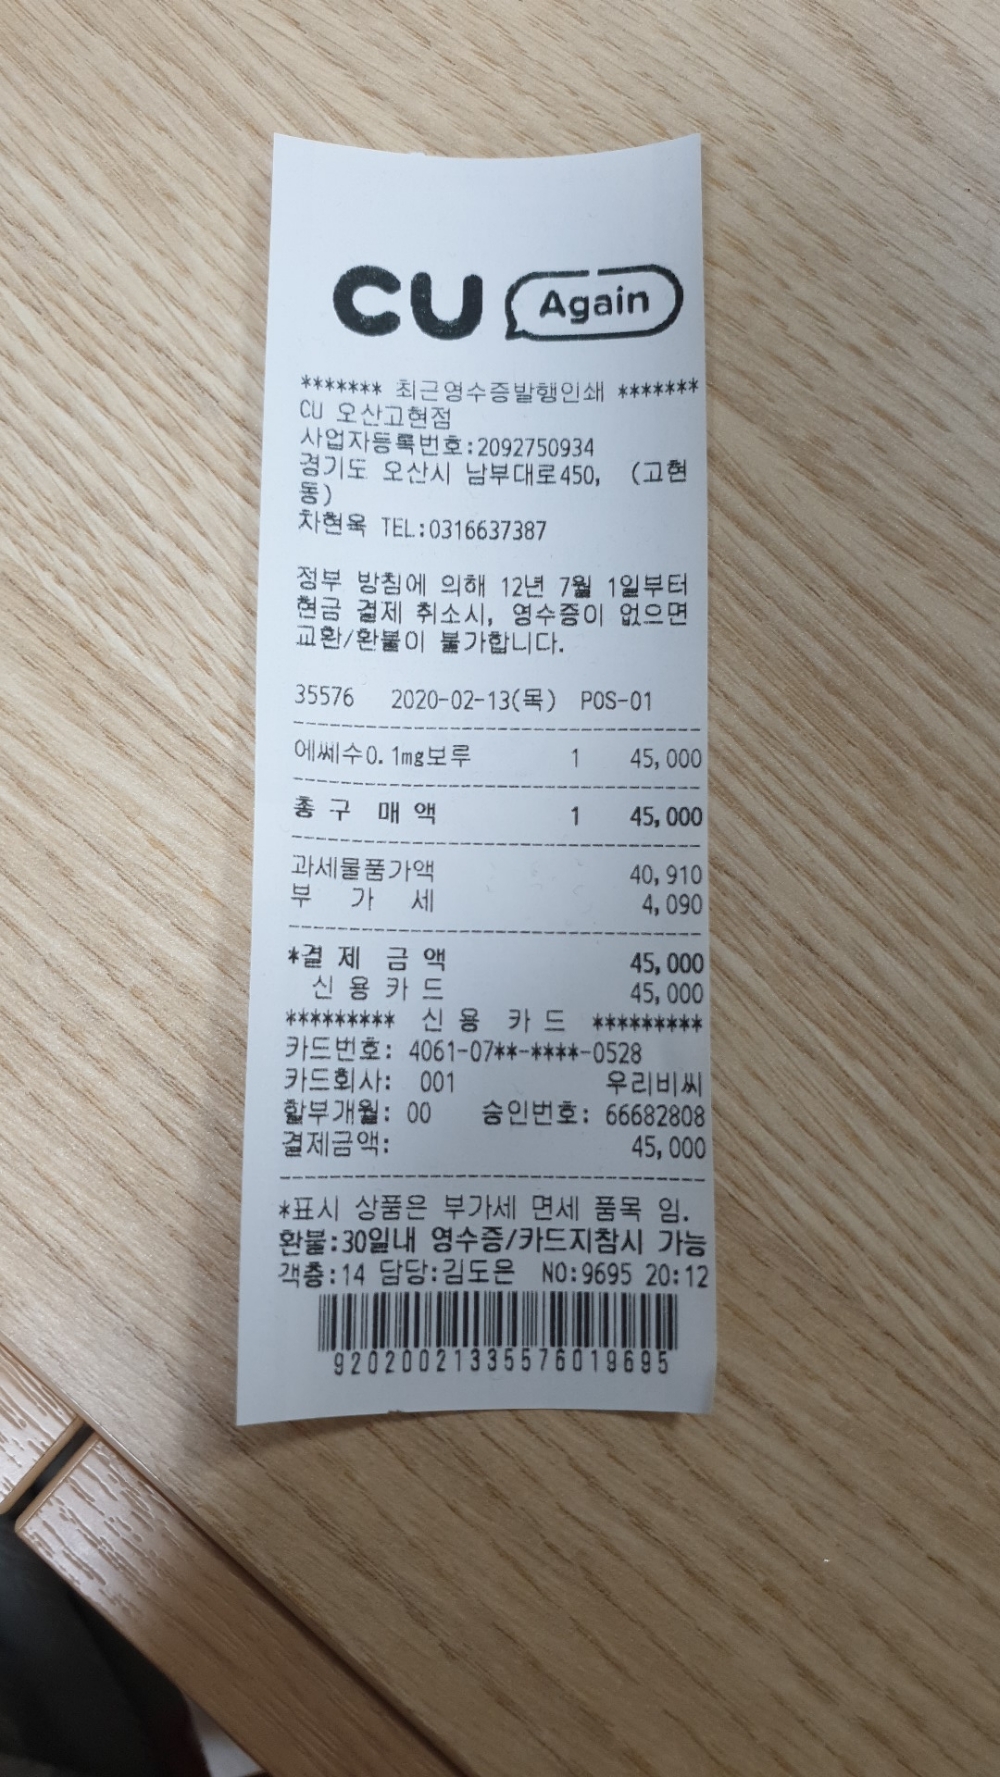 CU Again
******* 최근영수증발행인쇄 *******
CU 오산고현점
사업자등록번호:2092750934
경기도 오산시 남부대로450, (고현
동)
차현욱 TEL:0316637387
정부 방침에 의해 12년 7월 1일부터
현금 결제 취소시, 영수증이 없으면
교환/환불이 불가합니다.
35576 2020-02-13(목) POS-01
에쎄수0.1mg보루 1 45,000
총 구 매 액 1 45,000
과세물품가액 40,910
부 가 세 4,090
*결 제 금 액 45,000
신 용 카 드 45,000
********* 신 용 카 드 *********
카드번호: 4061-07**-****-0528
카드회사: 001 우리비씨
할부개월: 00 승인번호: 66682808
결제금액: 45,000
*표시 상품은 부가세 면세 품목 임.
환불:30일내 영수증/카드지참시 가능
객층:14 담당:김도은 NO:9695 20:12
92020021335576019695